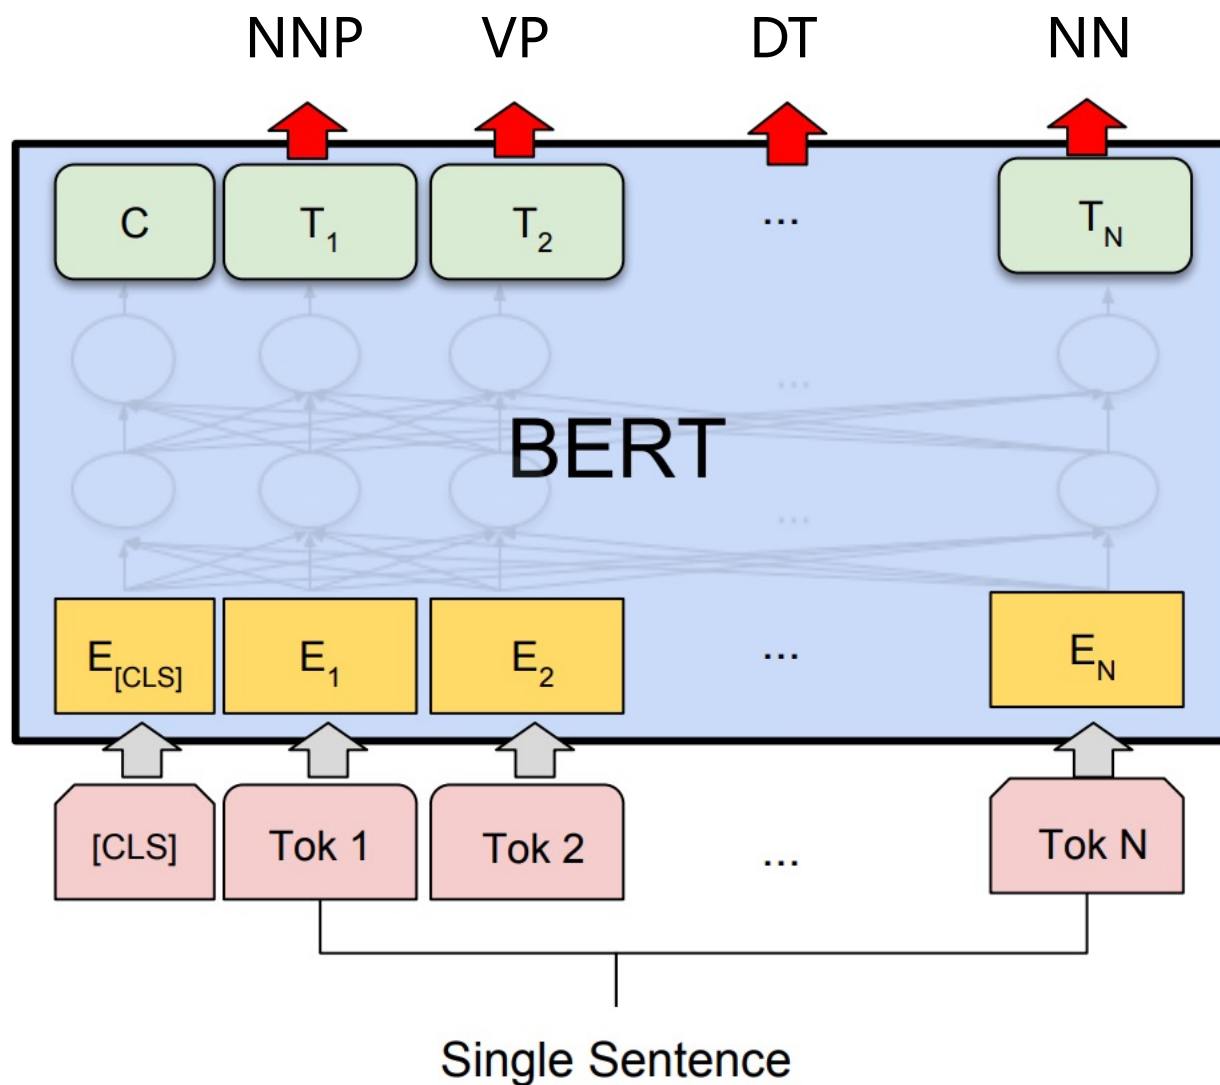 NNP VP DT NN
C T1 T2 ... TN
...
BERT
...
E[CLS] E1 E2 ... EN
[CLS] Tok 1 Tok 2 ... Tok N
Single Sentence